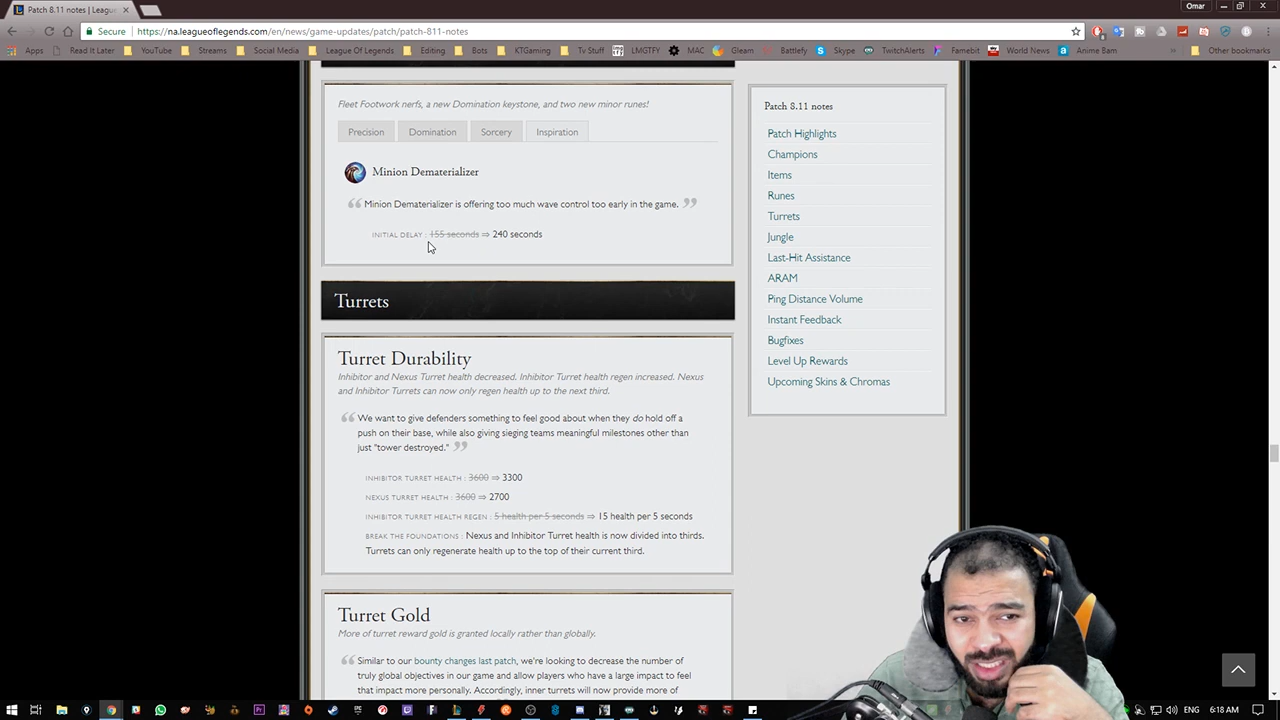 Patch 8.11 notes | Leagu
Omar
Secure
https://na.leagueoflegends.com/en/news/game-updates/patch/patch-811-notes
Apps
Read It Later
YouTube
Streams
Social Media
League Of Legends
Editing
Bots
KTGaming
Tv Stuff
LMGTFY
MAC
Gleam
Battlefy
Skype
TwitchAlerts
Famebit
World News
Anime Bam
Other bookmarks
Fleet Footwork nerfs, a new Domination keystone, and two new minor runes!
Precision
Domination
Sorcery
Inspiration
Minion Dematerializer
Minion Dematerializer is offering too much wave control too early in the game.
INITIAL DELAY : 155 seconds ⇒ 240 seconds
Turrets
Turret Durability
Inhibitor and Nexus Turret health decreased. Inhibitor Turret health regen increased. Nexus
and Inhibitor Turrets can now only regen health up to the next third.
We want to give defenders something to feel good about when they do hold off a
push on their base, while also giving sieging teams meaningful milestones other than
just "tower destroyed."
INHIBITOR TURRET HEALTH : 3600 ⇒ 3300
NEXUS TURRET HEALTH : 3600 ⇒ 2700
INHIBITOR TURRET HEALTH REGEN : 5 health per 5 seconds ⇒ 15 health per 5 seconds
BREAK THE FOUNDATIONS : Nexus and Inhibitor Turret health is now divided into thirds.
Turrets can only regenerate health up to the top of their current third.
Turret Gold
More of turret reward gold is granted locally rather than globally.
Similar to our bounty changes last patch, we're looking to decrease the number of
truly global objectives in our game and allow players who have a large impact to feel
that impact more personally. Accordingly, inner turrets will now provide more of
Patch 8.11 notes
Patch Highlights
Champions
Items
Runes
Turrets
Jungle
Last-Hit Assistance
ARAM
Ping Distance Volume
Instant Feedback
Bugfixes
Level Up Rewards
Upcoming Skins & Chromas
ENG
6:18 AM